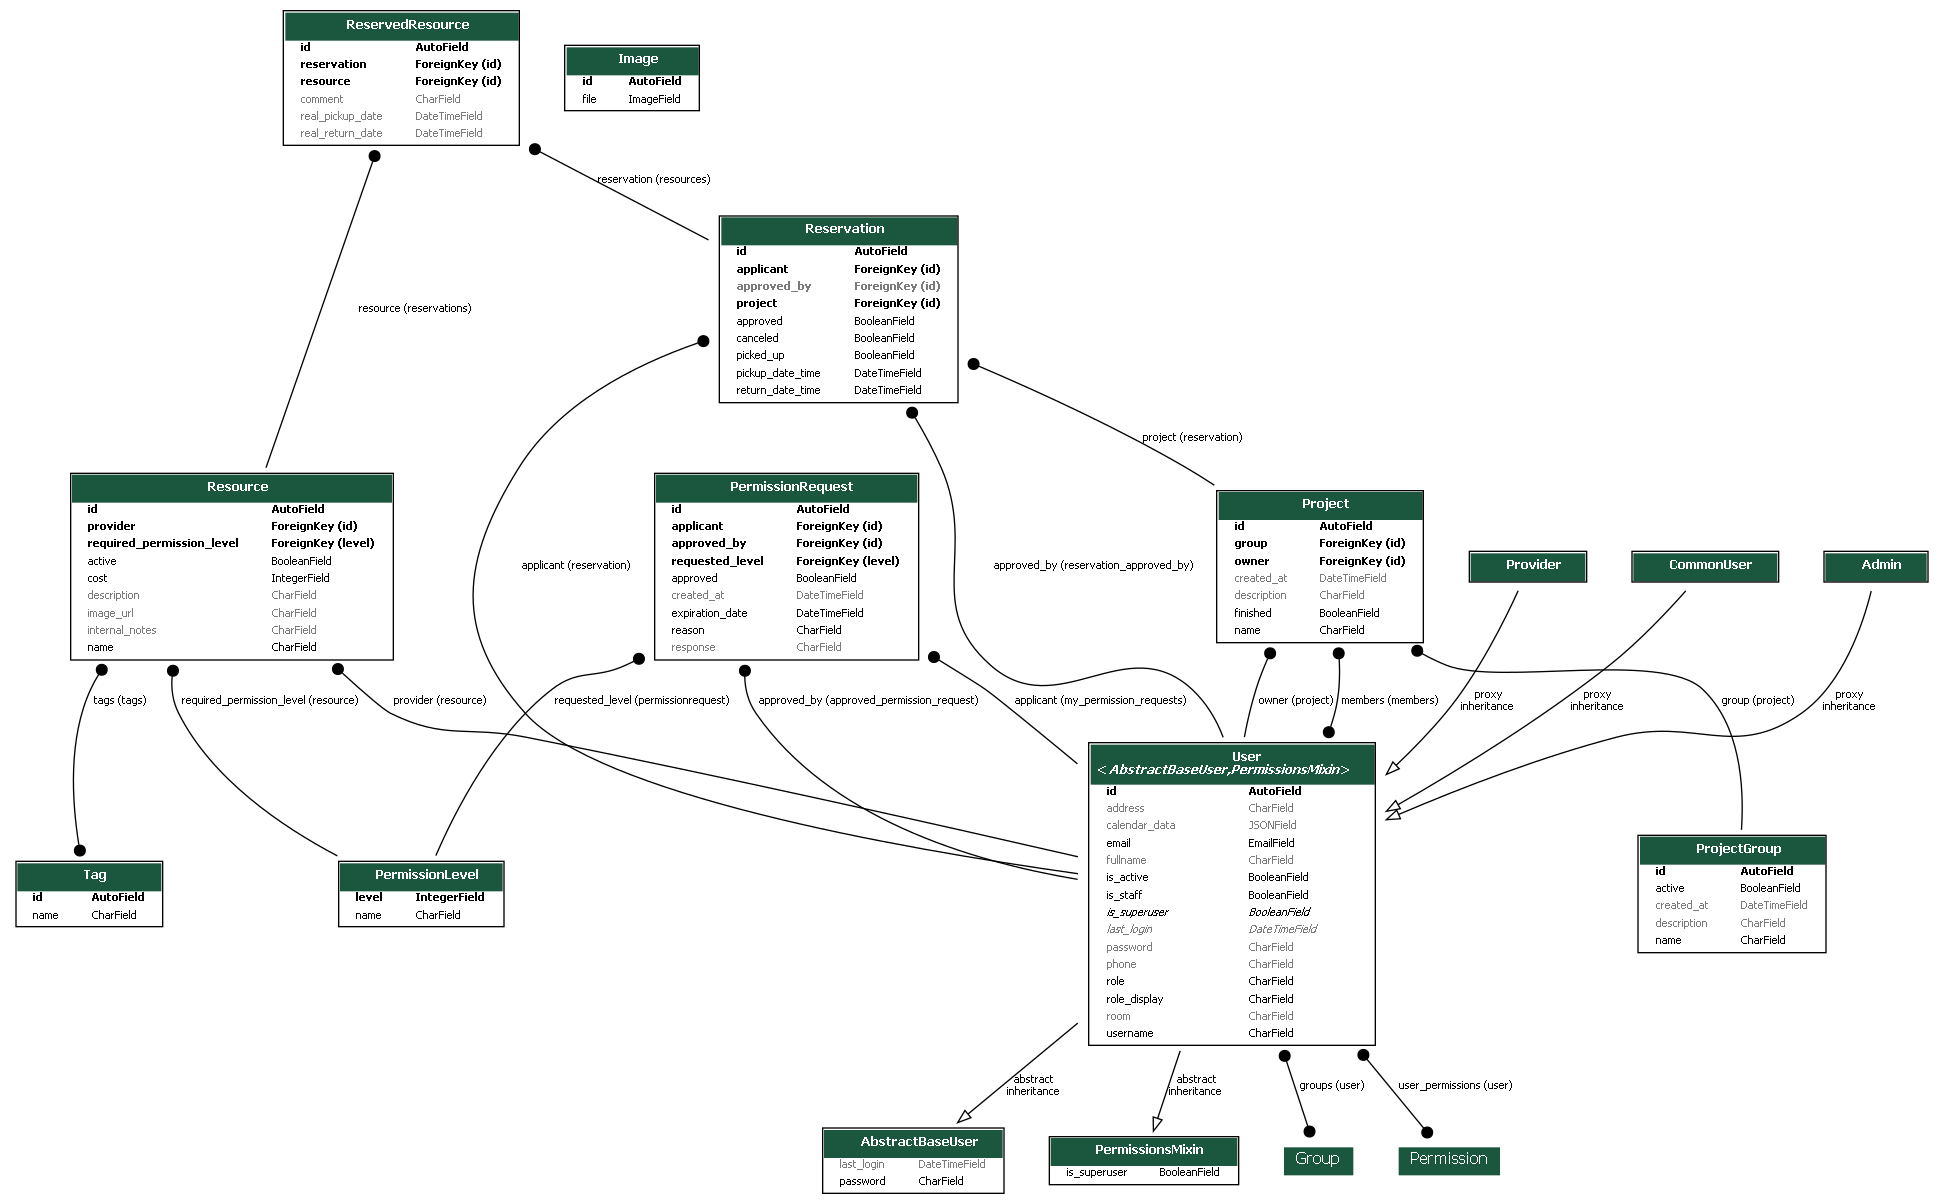 ReservedResource
id AutoField
reservation ForeignKey (id)
resource ForeignKey (id)
comment CharField
real_pickup_date DateTimeField
real_return_date DateTimeField
Image
id AutoField
file ImageField
reservation (resources)
Reservation
id AutoField
applicant ForeignKey (id)
approved_by ForeignKey (id)
project ForeignKey (id)
approved BooleanField
canceled BooleanField
picked_up BooleanField
pickup_date_time DateTimeField
return_date_time DateTimeField
resource (reservations)
project (reservation)
Resource
id AutoField
provider ForeignKey (id)
required_permission_level ForeignKey (level)
active BooleanField
cost IntegerField
description CharField
image_url CharField
internal_notes CharField
name CharField
applicant (reservation)
PermissionRequest
id AutoField
applicant ForeignKey (id)
approved_by ForeignKey (id)
requested_level ForeignKey (level)
approved BooleanField
created_at DateTimeField
expiration_date DateTimeField
reason CharField
response CharField
approved_by (reservation_approved_by)
Project
id AutoField
group ForeignKey (id)
owner ForeignKey (id)
created_at DateTimeField
description CharField
finished BooleanField
name CharField
Provider
CommonUser
Admin
tags (tags)
required_permission_level (resource)
provider (resource)
requested_level (permissionrequest)
approved_by (approved_permission_request)
applicant (my_permission_requests)
owner (project)
members (members)
proxy
inheritance
proxy
inheritance
group (project)
proxy
inheritance
User
< AbstractBaseUser,PermissionsMixin>
id AutoField
address CharField
calendar_data JSONField
email EmailField
fullname CharField
is_active BooleanField
is_staff BooleanField
is_superuser BooleanField
last_login DateTimeField
password CharField
phone CharField
role CharField
role_display CharField
room CharField
username CharField
Tag
id AutoField
name CharField
PermissionLevel
level IntegerField
name CharField
ProjectGroup
id AutoField
active BooleanField
created_at DateTimeField
description CharField
name CharField
abstract
inheritance
abstract
inheritance
groups (user)
user_permissions (user)
AbstractBaseUser
last_login DateTimeField
password CharField
PermissionsMixin
is_superuser BooleanField
Group
Permission